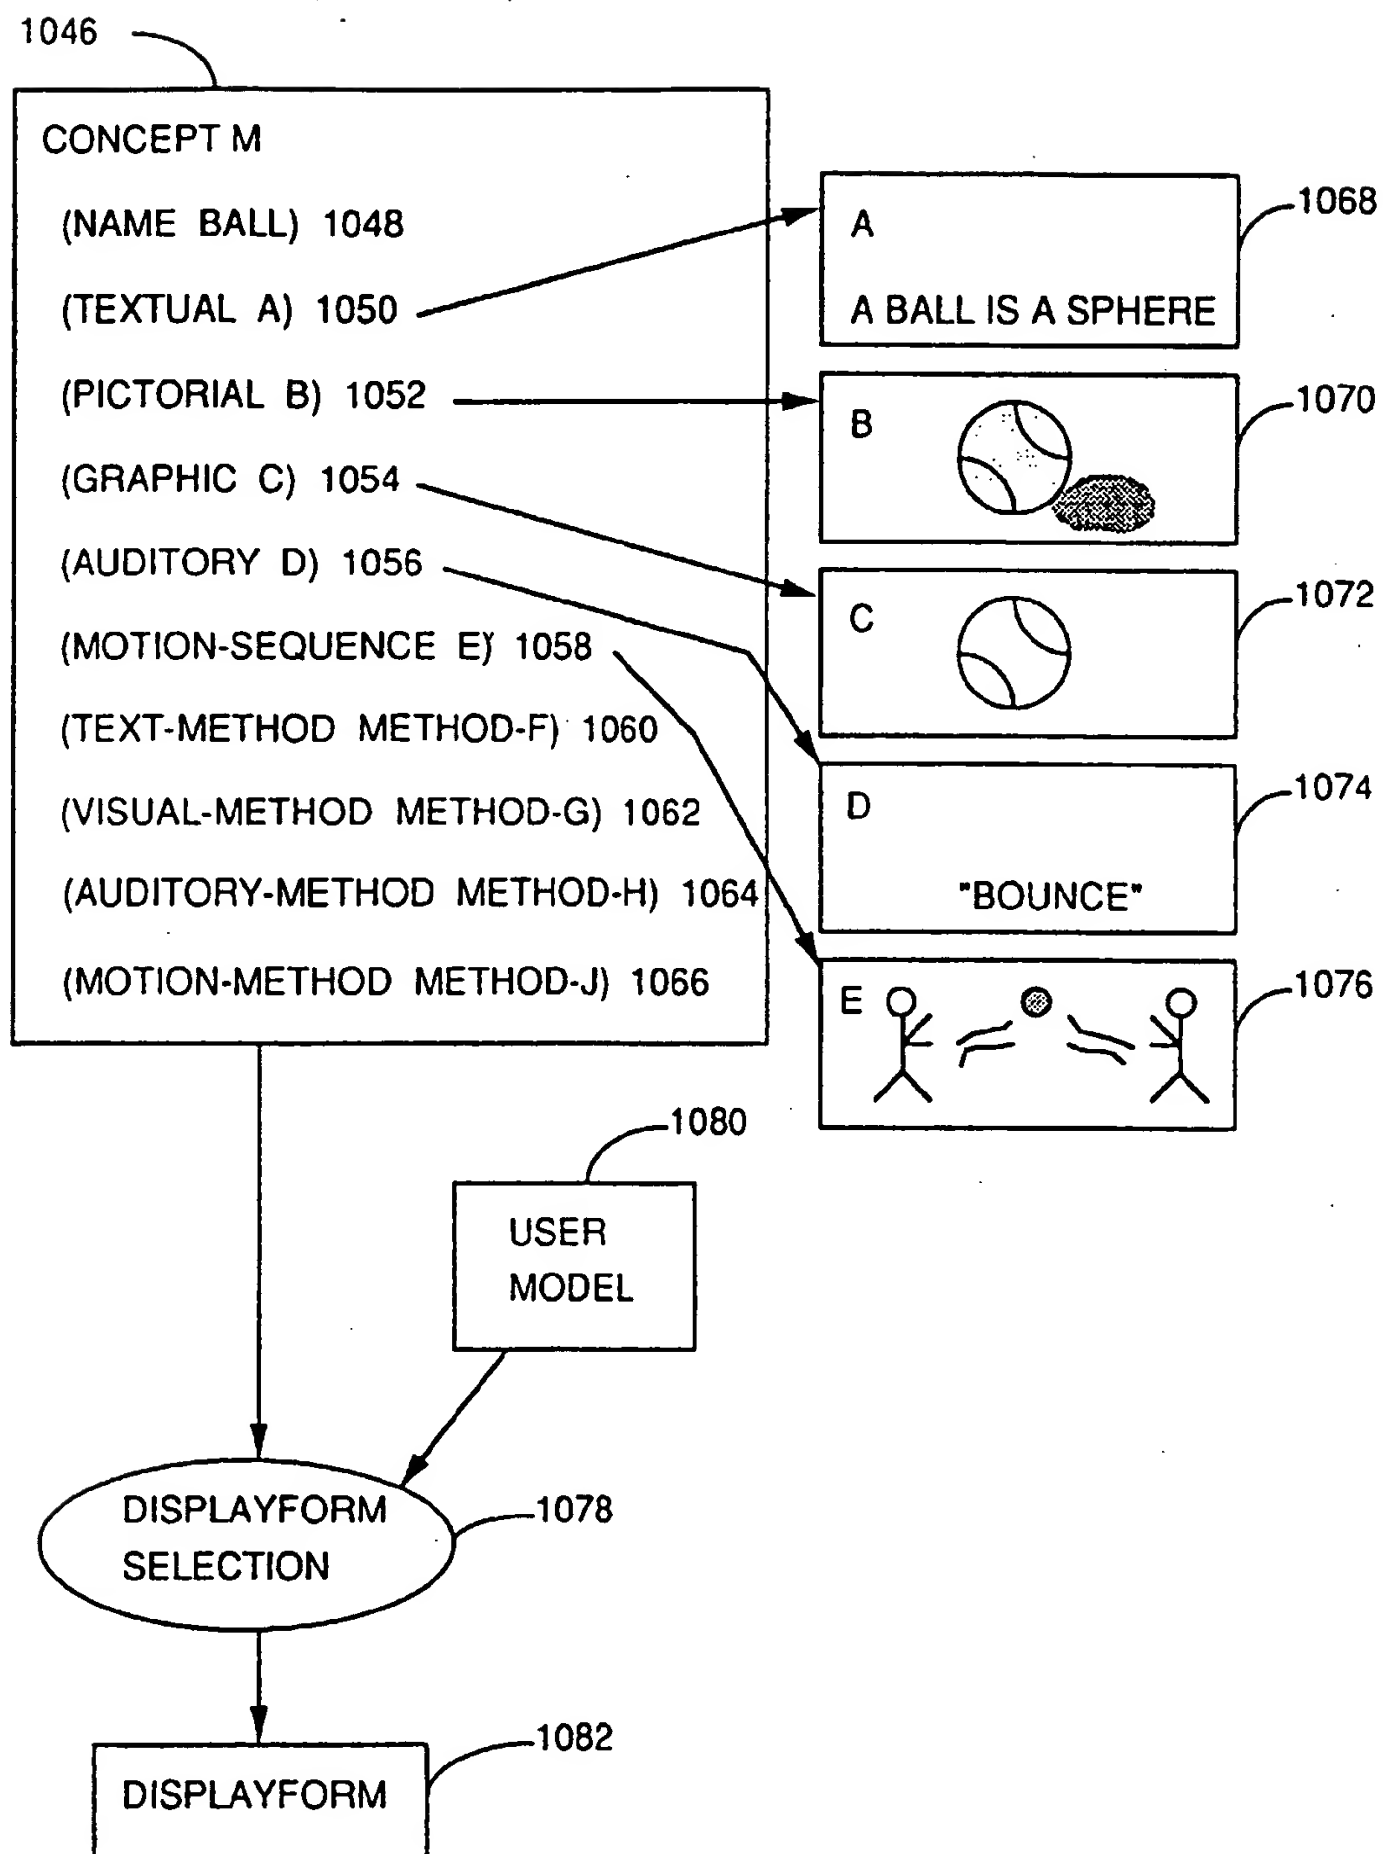 1046
CONCEPT M
(NAME BALL) 1048
(TEXTUAL A) 1050
(PICTORIAL B) 1052
(GRAPHIC C) 1054
(AUDITORY D) 1056
(MOTION-SEQUENCE E) 1058
(TEXT-METHOD METHOD-F) 1060
(VISUAL-METHOD METHOD-G) 1062
(AUDITORY-METHOD METHOD-H) 1064
(MOTION-METHOD METHOD-J) 1066
A
1068
A BALL IS A SPHERE
B
1070
C
1072
D
1074
"BOUNCE"
E
1076
1080
USER
MODEL
DISPLAYFORM
SELECTION
1078
1082
DISPLAYFORM